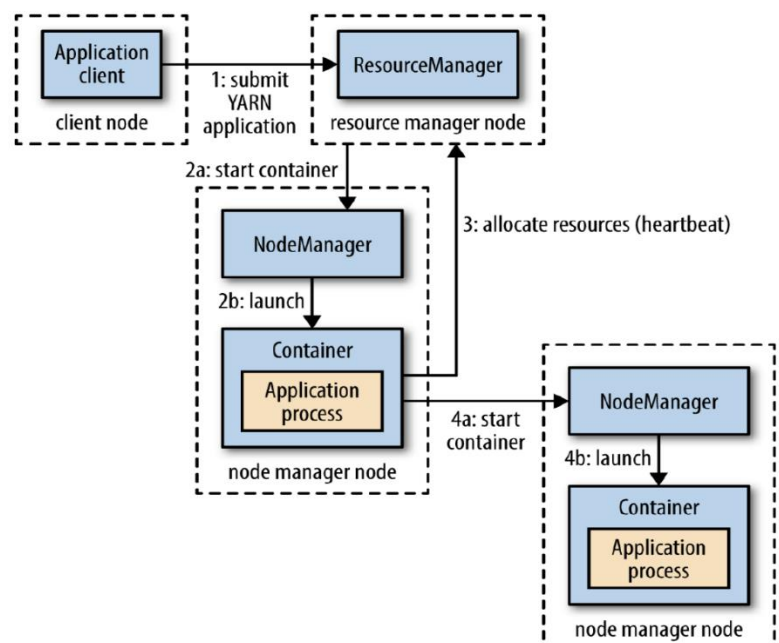 Application
client
client node
1: submit
YARN
application
ResourceManager
resource manager node
2a: start container
NodeManager
2b: launch
Container
Application
process
node manager node
3: allocate resources (heartbeat)
4a: start
container
NodeManager
4b: launch
Container
Application
process
node manager node